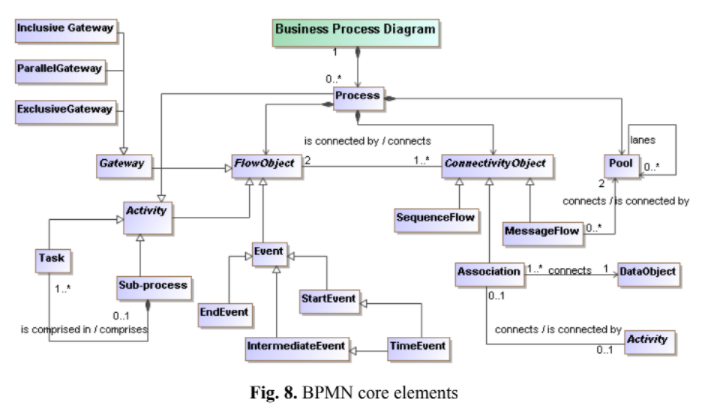 Inclusive Gateway
Business Process Diagram
1
ParallelGateway
0..*
Process
ExclusiveGateway
is connected by / connects
lanes
Gateway
FlowObject
2
1..*
ConnectivityObject
Pool
0..*
2
connects / is connected by
Activity
SequenceFlow
MessageFlow
0..*
Task
Event
Association
1..*
connects
1
DataObject
1..*
Sub-process
StartEvent
0..1
0..1
EndEvent
is comprised in / comprises
connects / is connected by
IntermediateEvent
TimeEvent
Activity
0..1
Fig. 8. BPMN core elements